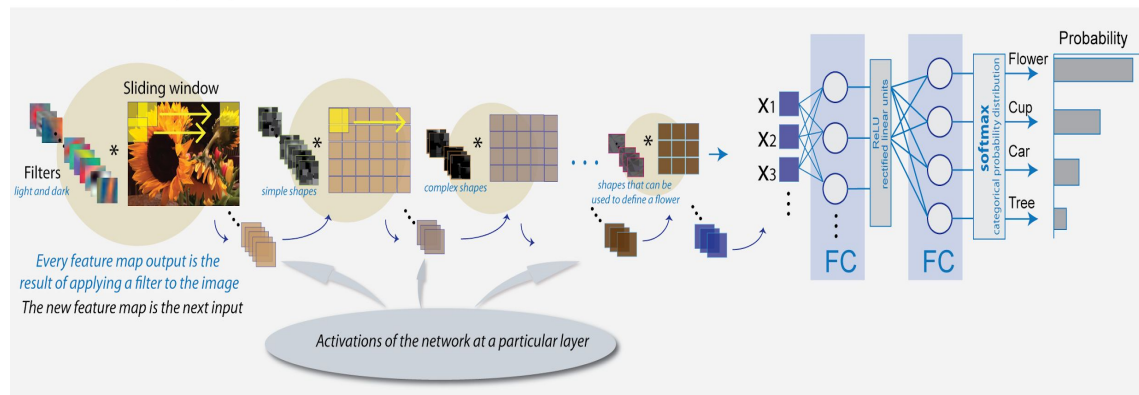 Sliding window
Filters
light and dark
*
simple shapes
*
complex shapes
*
shapes that can be
used to define a flower
*
Every feature map output is the
result of applying a filter to the image
The new feature map is the next input
Activations of the network at a particular layer
X1
X2
X3
FC
ReLU
rectified linear units
FC
softmax
categorical probability distribution
Probability
Flower
Cup
Car
Tree